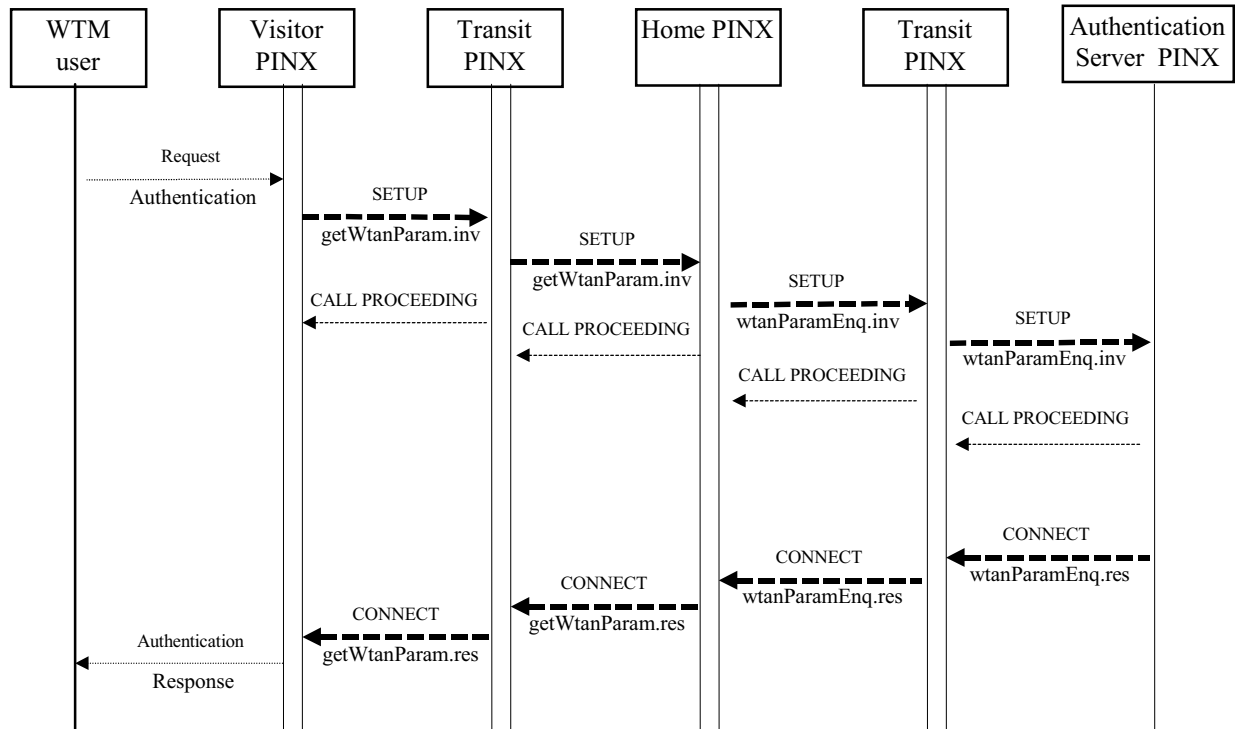 WTM
user
Visitor
PINX
Transit
PINX
Home PINX
Transit
PINX
Authentication
Server PINX
Request
Authentication
SETUP
getWtanParam.inv
SETUP
getWtanParam.inv
SETUP
wtanParamEnq.inv
SETUP
wtanParamEnq.inv
CALL PROCEEDING
CALL PROCEEDING
CALL PROCEEDING
CALL PROCEEDING
CONNECT
wtanParamEnq.res
CONNECT
wtanParamEnq.res
CONNECT
getWtanParam.res
CONNECT
getWtanParam.res
Authentication
Response